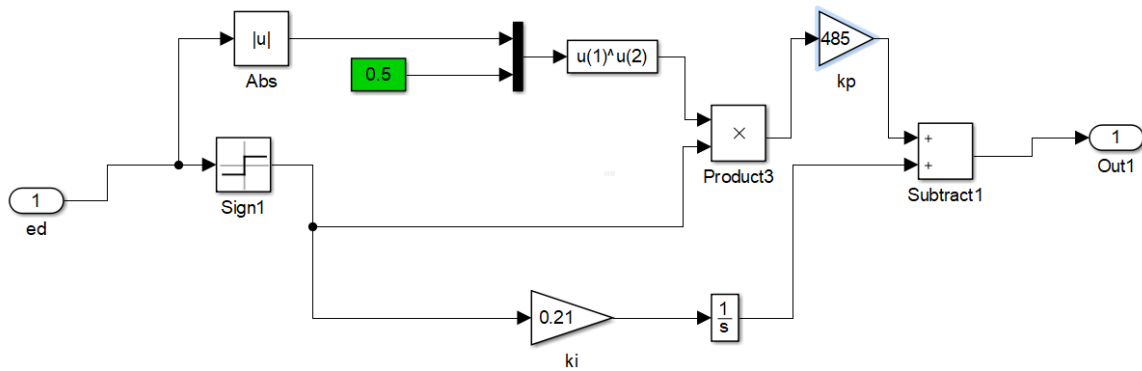 |u|
Abs
0.5
u(1)^u(2)
485
kp
×
Product3
1
ed
Sign1
+
+
Subtract1
1
Out1
0.21
ki
1
s